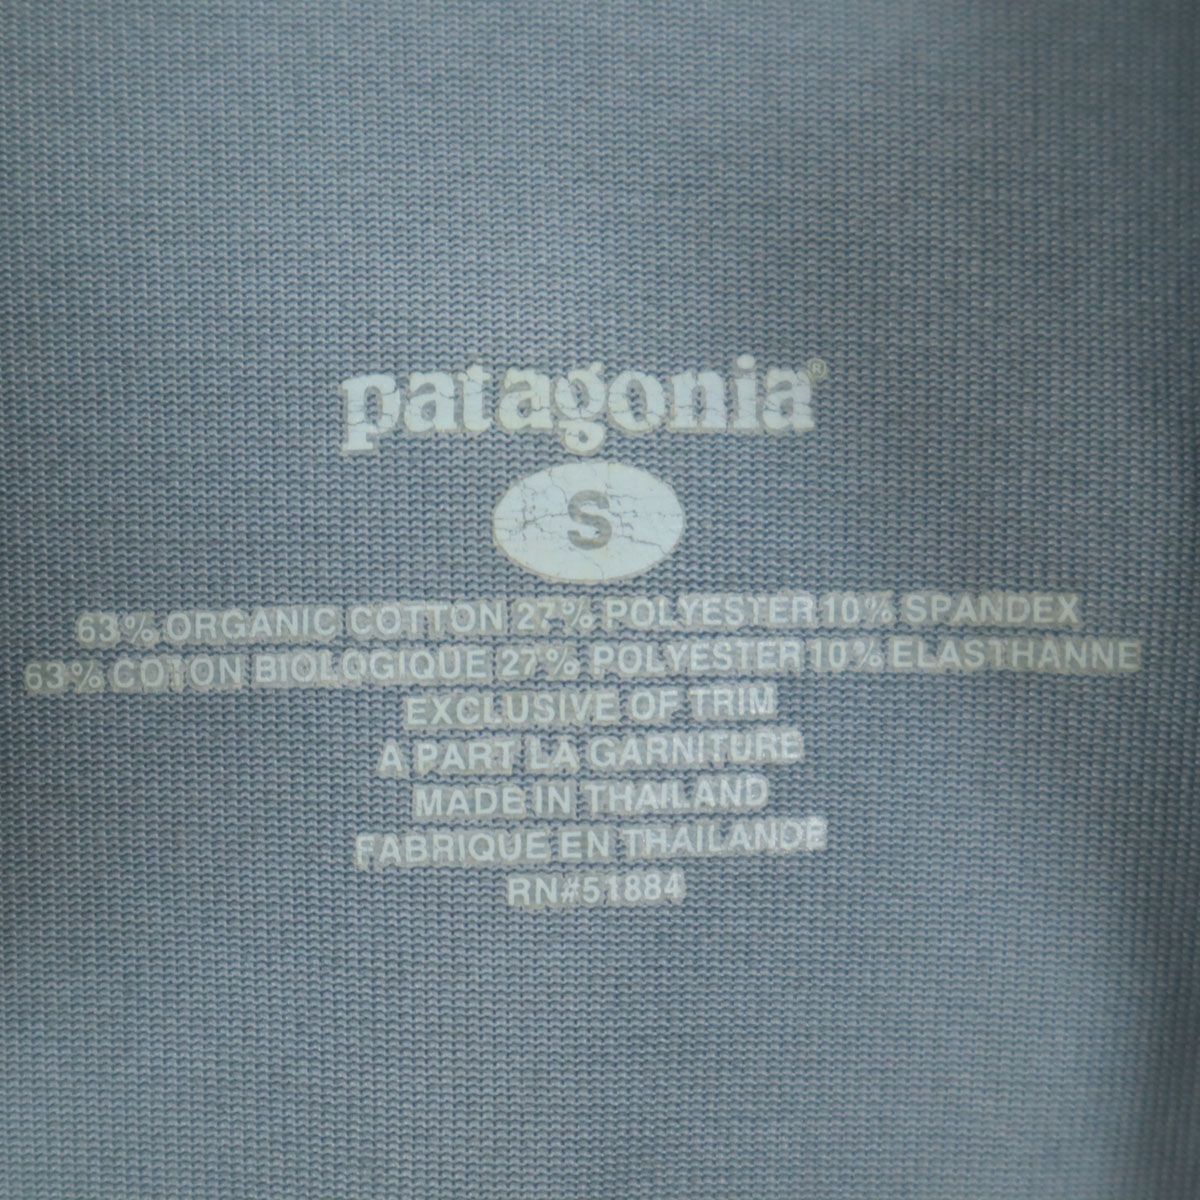 patagonia®
S
63% ORGANIC COTTON 27% POLYESTER 10% SPANDEX
63% COTON BIOLOGIQUE 27% POLYESTER 10% ELASTHANNE
EXCLUSIVE OF TRIM
A PART LA GARNITURE
MADE IN THAILAND
FABRIQUE EN THAILANDE
RN#51884